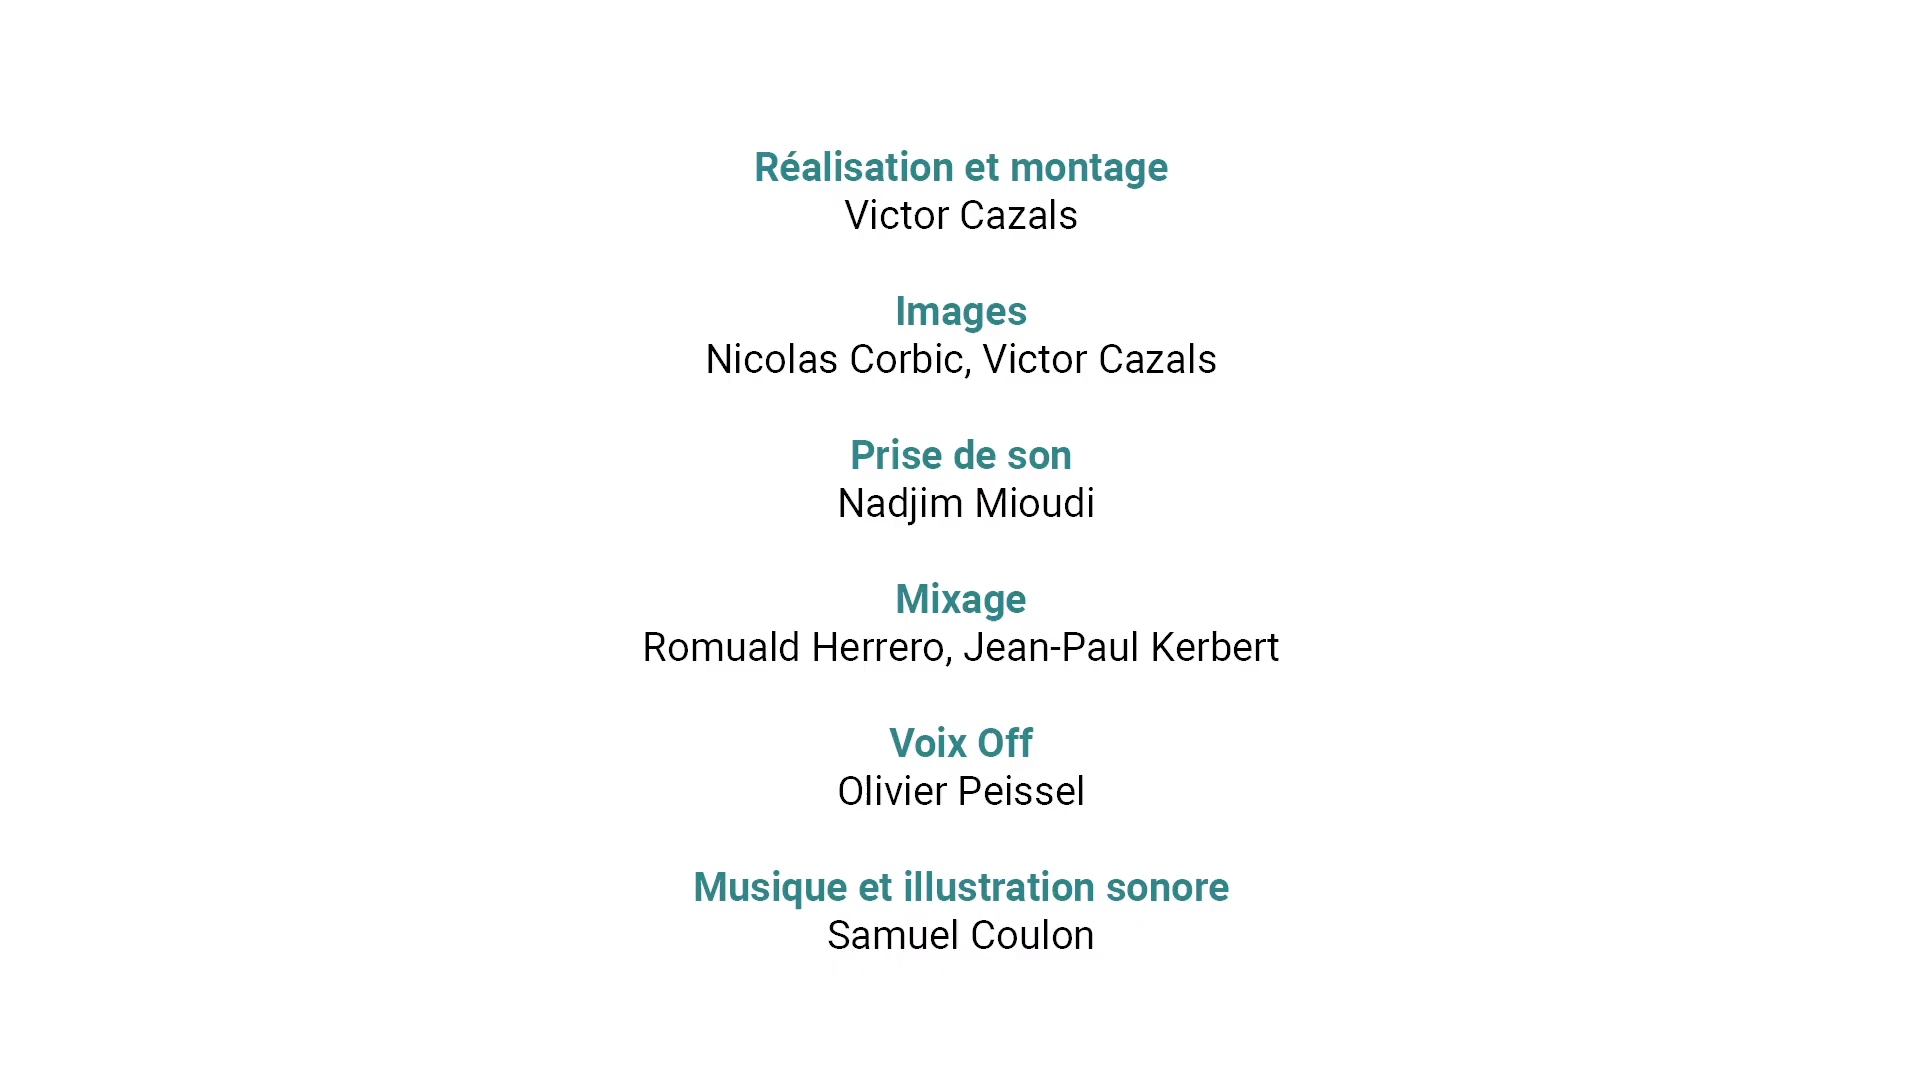 Réalisation et montage
Victor Cazals
Images
Nicolas Corbic, Victor Cazals
Prise de son
Nadjim Mioudi
Mixage
Romuald Herrero, Jean-Paul Kerbert
Voix Off
Olivier Peissel
Musique et illustration sonore
Samuel Coulon